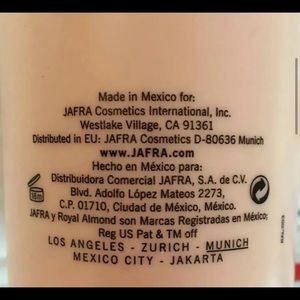 Made in Mexico for:
JAFRA Cosmetics International, Inc.
Westlake Village, CA 91361
Distributed in EU: JAFRA Cosmetics D-80636 Munich
www.JAFRA.com
Hecho en México para:
Distribuidora Comercial JAFRA, S.A. de C.V.
Blvd. Adolfo López Mateos 2273,
C.P. 01710, Ciudad de México, México.
JAFRA y Royal Almond son Marcas Registradas en México;
Reg US Pat & TM off
LOS ANGELES - ZURICH - MUNICH
MEXICO CITY - JAKARTA